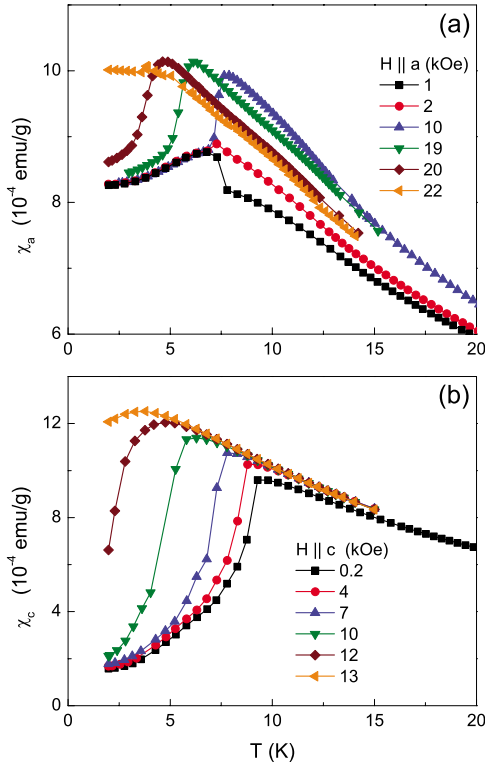 (a)
H || a (kOe)
1
2
10
19
20
22
10
8
6
χa (10-4 emu/g)
0 5 10 15 20
(b)
12
8
4
0
χc (10-4 emu/g)
H || c (kOe)
0.2
4
7
10
12
13
0 5 10 15 20
T (K)